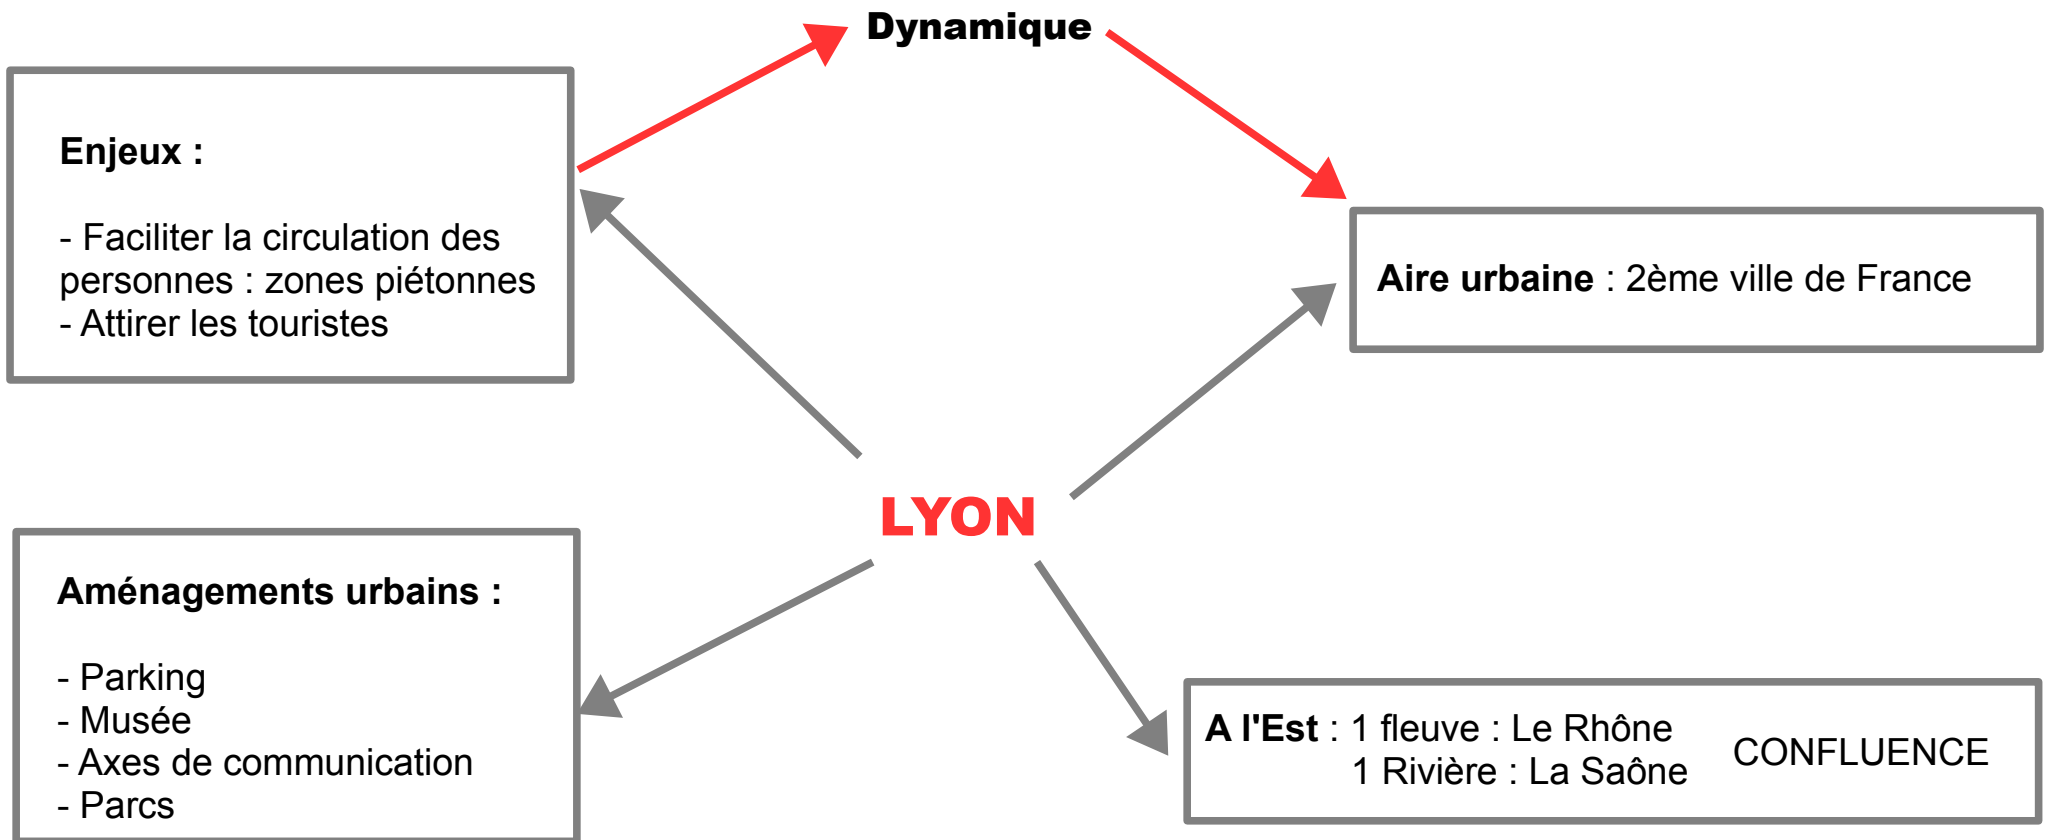 Dynamique
Enjeux :
- Faciliter la circulation des
personnes : zones piétonnes
- Attirer les touristes
Aire urbaine : 2ème ville de France
LYON
Aménagements urbains :
- Parking
- Musée
- Axes de communication
- Parcs
A l'Est : 1 fleuve : Le Rhône
1 Rivière : La Saône
CONFLUENCE